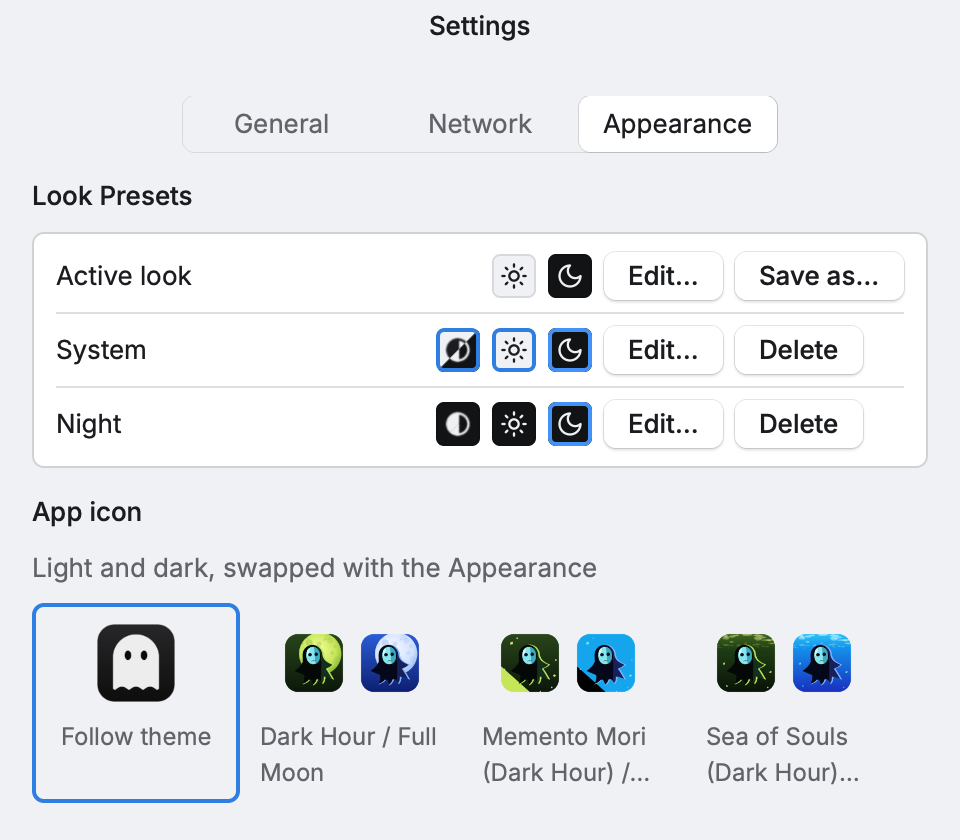 Settings
General Network Appearance
Look Presets
Active look Edit... Save as...
System Edit... Delete
Night Edit... Delete
App icon
Light and dark, swapped with the Appearance
Follow theme
Dark Hour / Full
Moon
Memento Mori
(Dark Hour) /...
Sea of Souls
(Dark Hour)...